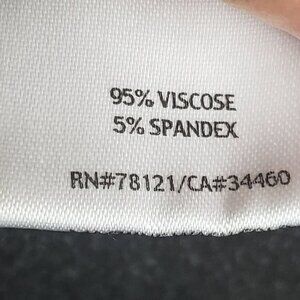 95% VISCOSE
5% SPANDEX
RN#78121/CA#34460